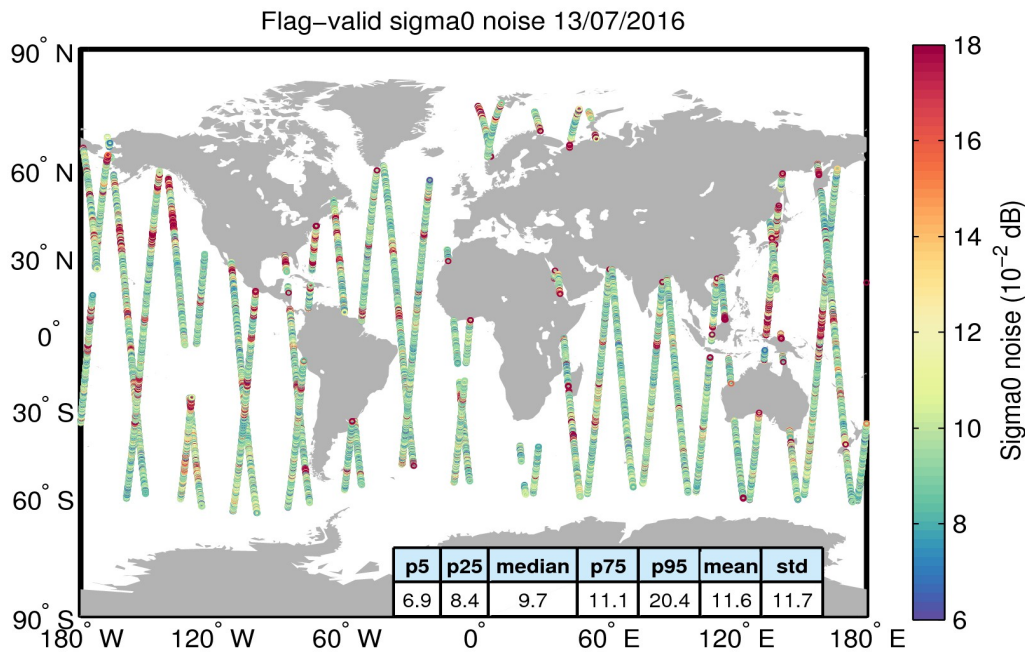 Flag−valid sigma0 noise 13/07/2016
90° N
60° N
30° N
0°
30° S
60° S
90° S
180° W
120° W
60° W
0°
60° E
120° E
180° E
p5 p25 median p75 p95 mean std
6.9 8.4 9.7 11.1 20.4 11.6 11.7
18
16
14
12
10
8
6
Sigma0 noise (10⁻² dB)